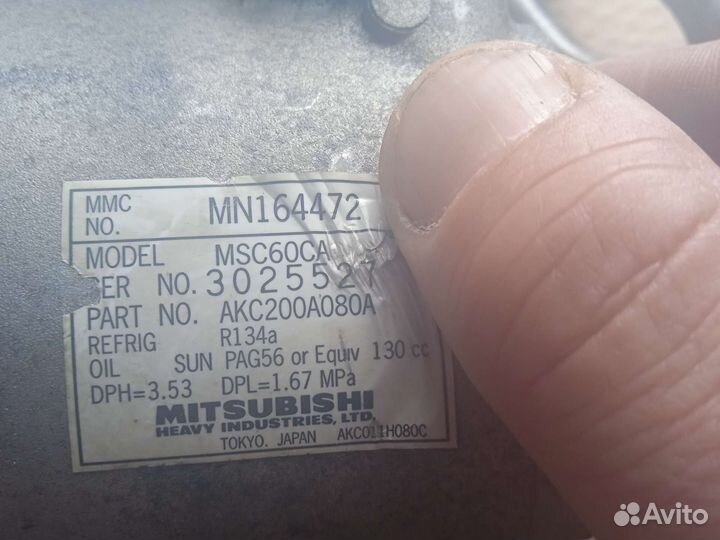 MMC NO. MN164472
MODEL MSC60CA
ER NO. 3025527
PART NO. AKC200A080A
REFRIG R134a
OIL SUN PAG56 or Equiv 130 cc
DPH=3.53 DPL=1.67 MPa
MITSUBISHI
HEAVY INDUSTRIES, LTD.
TOKYO. JAPAN AKC011H080C
Avito